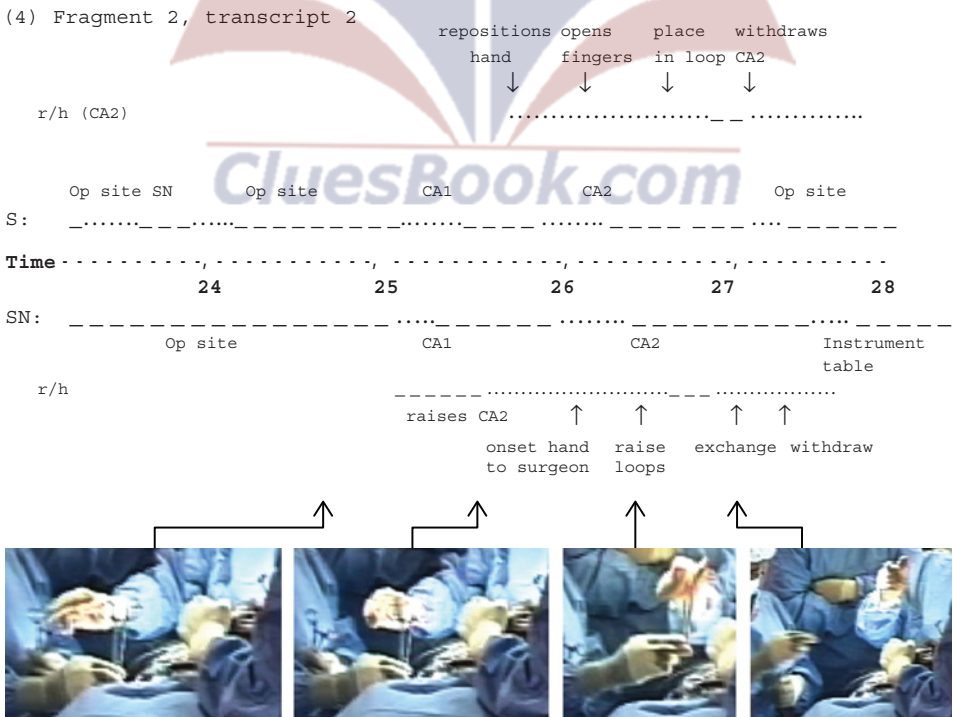 (4) Fragment 2, transcript 2
repositions opens place withdraws
hand fingers in loop CA2
↓ ↓ ↓ ↓
r/h (CA2) ........................_ _ ..............
CluesBook.com
Op site SN Op site CA1 CA2 Op site
S: _.......­_ _ _......_ _ _ _ _ _ _ _ _........_ _ _ _ ........ _ _ _ _ _ _ _ .... _ _ _ _ _ _
Time - - - - - - - - - -, - - - - - - - - - - -, - - - - - - - - - - - -, - - - - - - - - - - -, - - - - - - - - - -
24 25 26 27 28
SN: _ _ _ _ _ _ _ _ _ _ _ _ _ _ _ _ _ ....._ _ _ _ _ _ ........ _ _ _ _ _ _ _ _ _..... _ _ _ _ _
Op site CA1 CA2 Instrument
table
r/h _ _ _ _ _ _ ..........................._ _ _ ..................
raises CA2 ↑ ↑ ↑ ↑
onset hand raise exchange withdraw
to surgeon loops